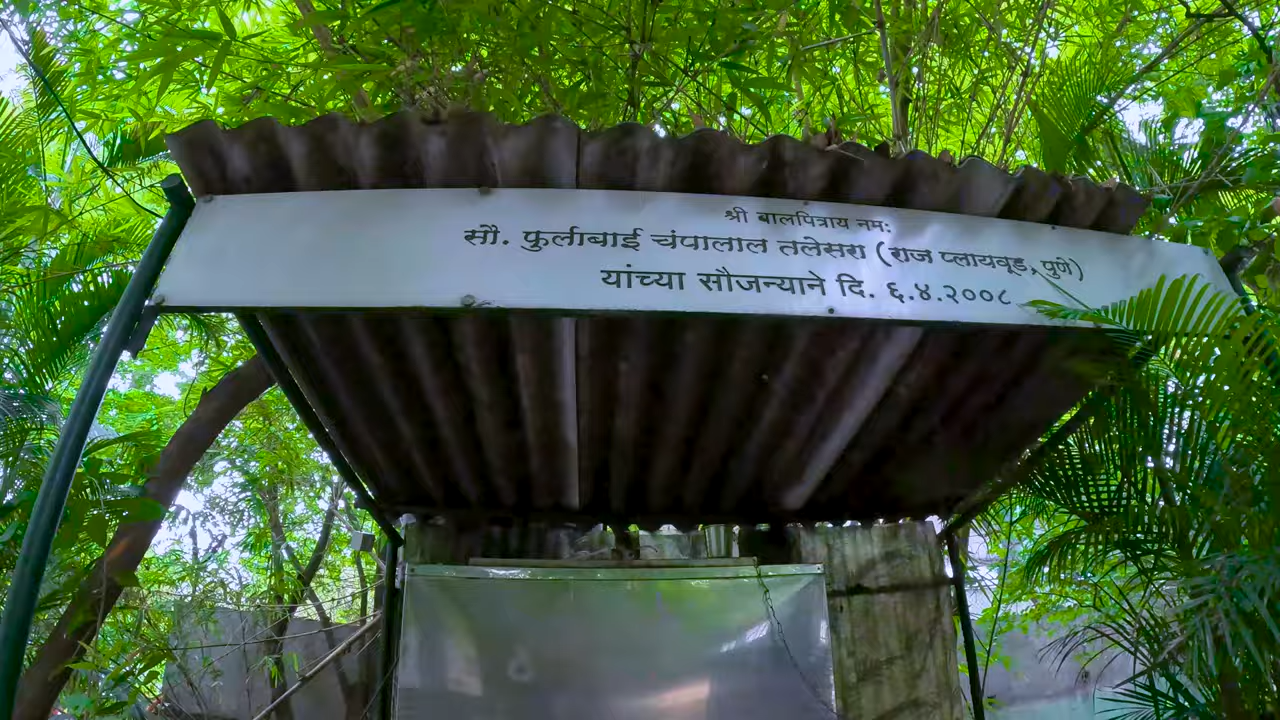 श्री बालपित्राय नमः
सौ. फुर्लाबाई चंपालाल तलेसरा (राज प्लायवूड, पुणे)
यांच्या सौजन्याने दि. ६.४.२००८